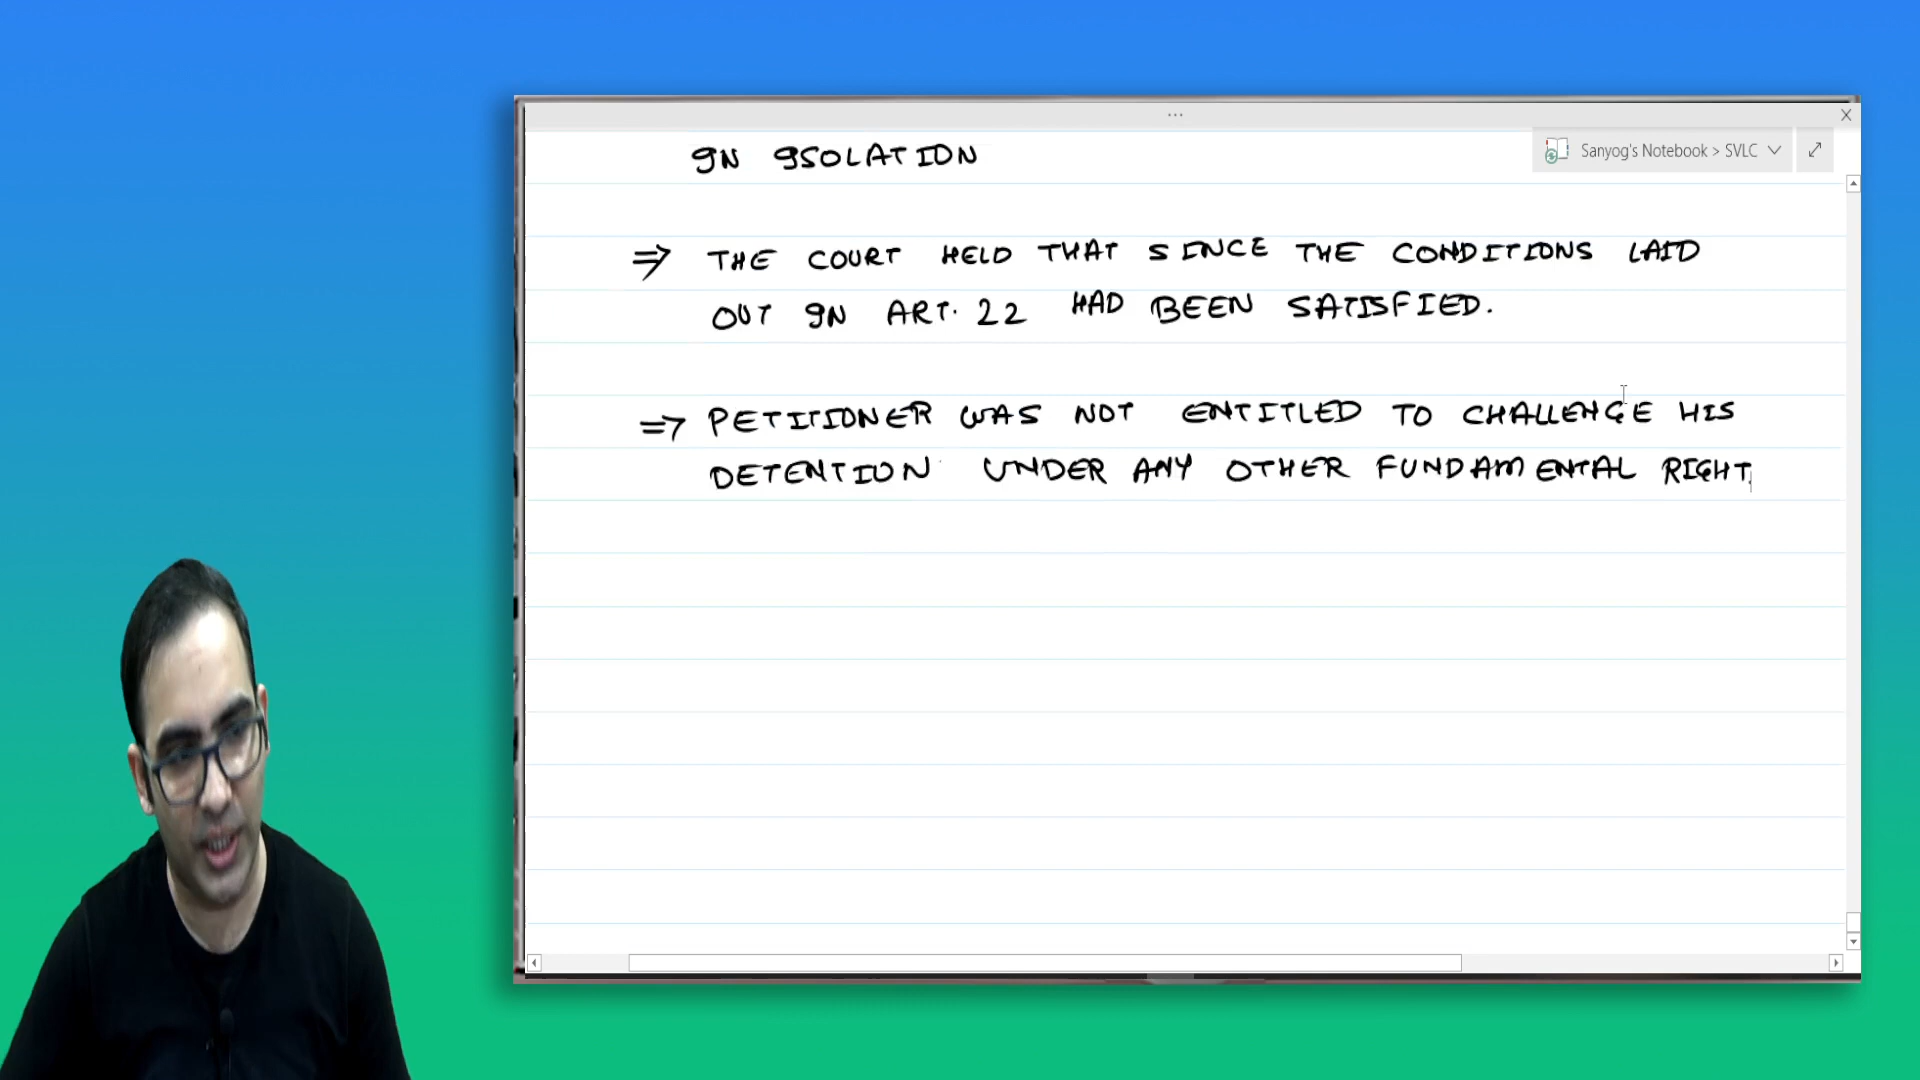 ...
X
Sanyog's Notebook > SVLC
IN ISOLATION
⇒ THE COURT HELD THAT SINCE THE CONDITIONS LAID
OUT IN ART. 22 HAD BEEN SATISFIED.
⇒ PETITIONER WAS NOT ENTITLED TO CHALLENGE HIS
DETENTION UNDER ANY OTHER FUNDAMENTAL RIGHT